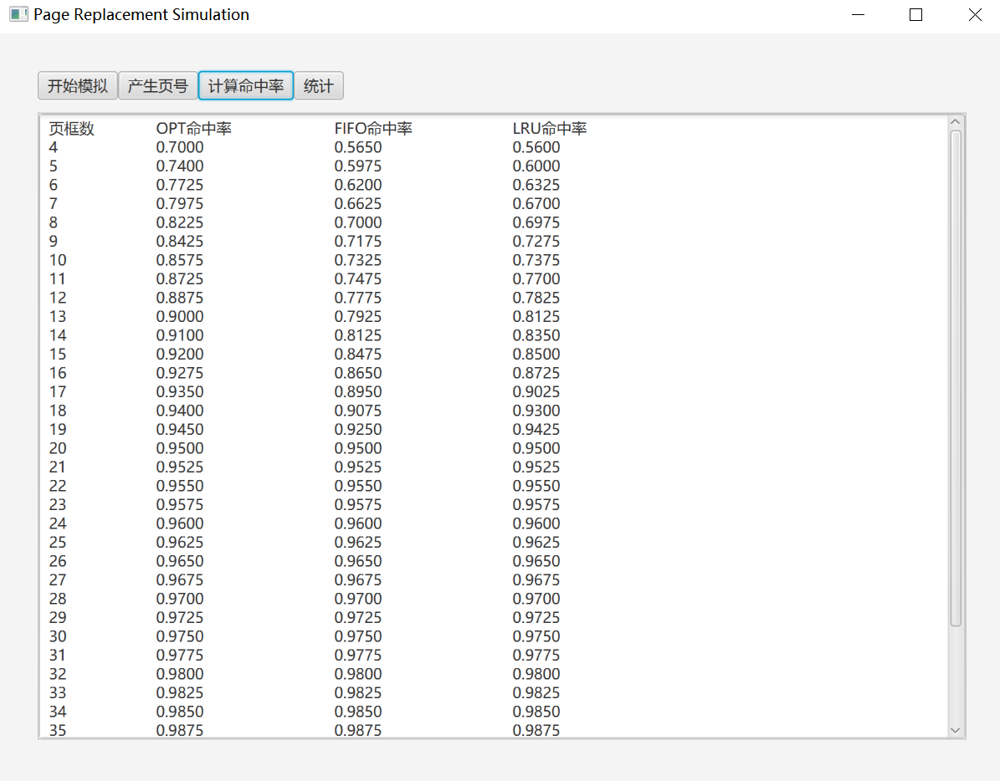 Page Replacement Simulation
开始模拟 产生页号 计算命中率 统计
页框数 OPT命中率 FIFO命中率 LRU命中率
4 0.7000 0.5650 0.5600
5 0.7400 0.5975 0.6000
6 0.7725 0.6200 0.6325
7 0.7975 0.6625 0.6700
8 0.8225 0.7000 0.6975
9 0.8425 0.7175 0.7275
10 0.8575 0.7325 0.7375
11 0.8725 0.7475 0.7700
12 0.8875 0.7775 0.7825
13 0.9000 0.7925 0.8125
14 0.9100 0.8125 0.8350
15 0.9200 0.8475 0.8500
16 0.9275 0.8650 0.8725
17 0.9350 0.8950 0.9025
18 0.9400 0.9075 0.9300
19 0.9450 0.9250 0.9425
20 0.9500 0.9500 0.9500
21 0.9525 0.9525 0.9525
22 0.9550 0.9550 0.9550
23 0.9575 0.9575 0.9575
24 0.9600 0.9600 0.9600
25 0.9625 0.9625 0.9625
26 0.9650 0.9650 0.9650
27 0.9675 0.9675 0.9675
28 0.9700 0.9700 0.9700
29 0.9725 0.9725 0.9725
30 0.9750 0.9750 0.9750
31 0.9775 0.9775 0.9775
32 0.9800 0.9800 0.9800
33 0.9825 0.9825 0.9825
34 0.9850 0.9850 0.9850
35 0.9875 0.9875 0.9875